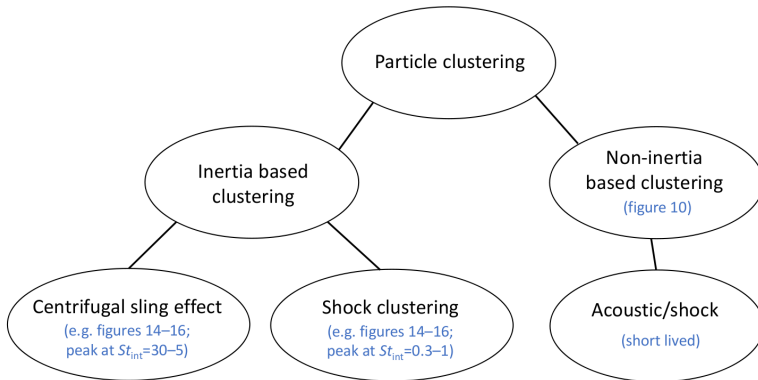 Particle clustering
Inertia based
clustering
Non-inertia
based clustering
(figure 10)
Centrifugal sling effect
(e.g. figures 14–16;
peak at St_int=30–5)
Shock clustering
(e.g. figures 14–16;
peak at St_int=0.3–1)
Acoustic/shock
(short lived)